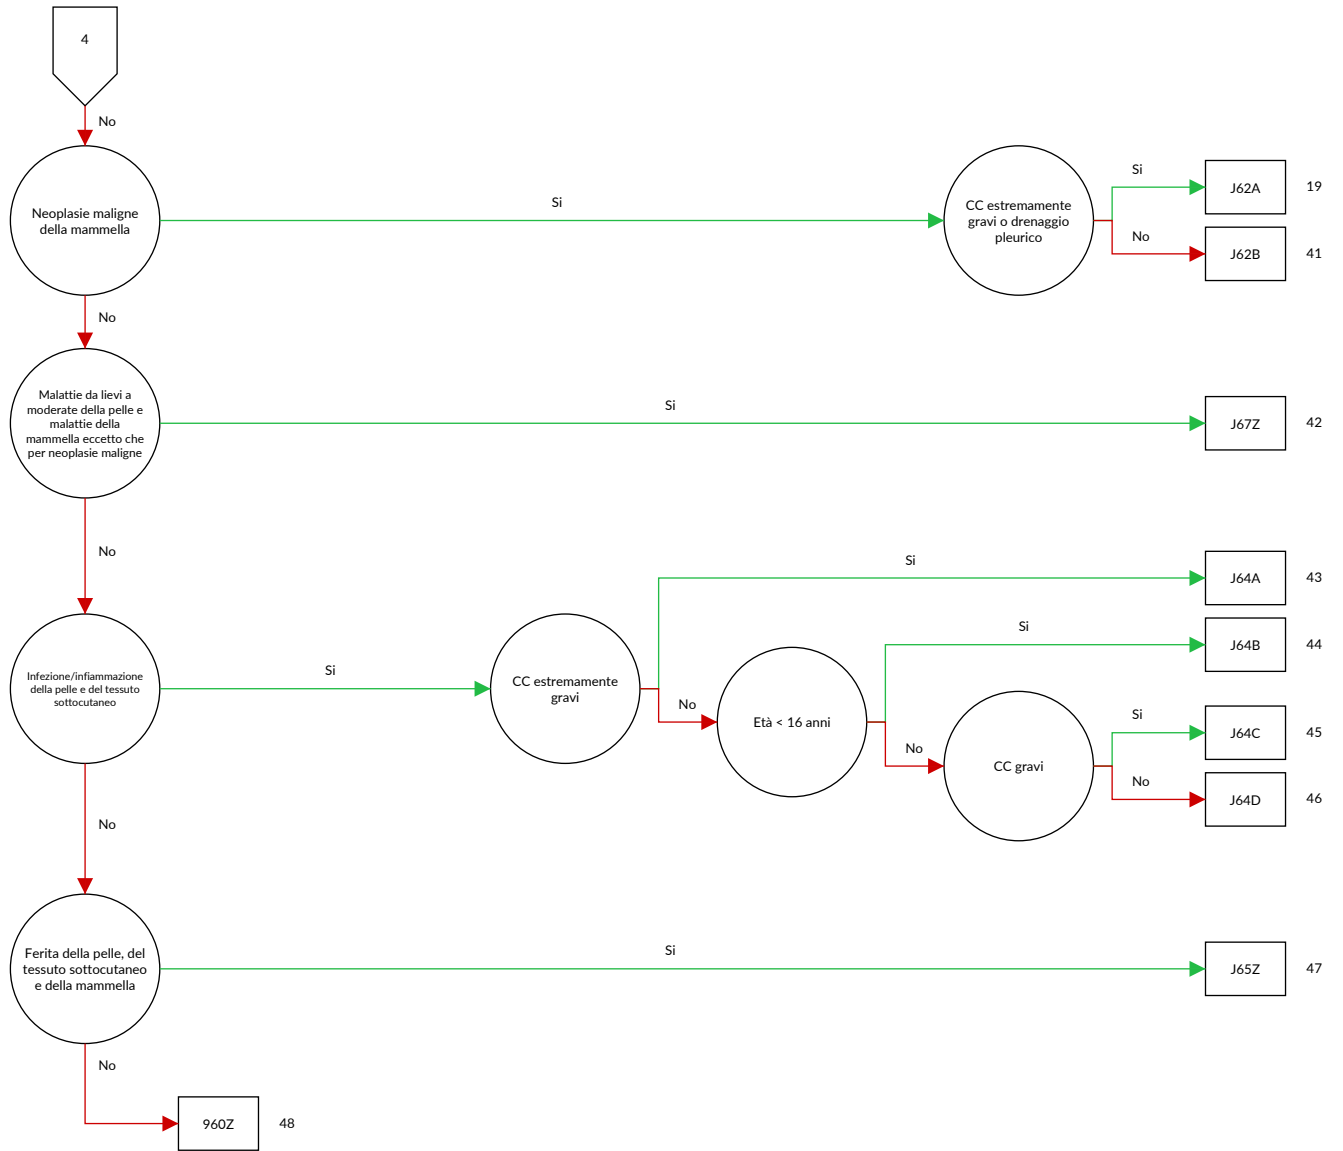 4
No
Neoplasie maligne
della mammella
Si
CC estremamente
gravi o drenaggio
pleurico
Si
J62A
19
No
J62B
41
No
Malattie da lievi a
moderate della pelle e
malattie della
mammella eccetto che
per neoplasie maligne
Si
J67Z
42
No
Infezione/infiammazione
della pelle e del tessuto
sottocutaneo
Si
CC estremamente
gravi
Si
J64A
43
No
Età < 16 anni
Si
J64B
44
No
CC gravi
Si
J64C
45
No
J64D
46
No
Ferita della pelle, del
tessuto sottocutaneo
e della mammella
Si
J65Z
47
No
960Z
48